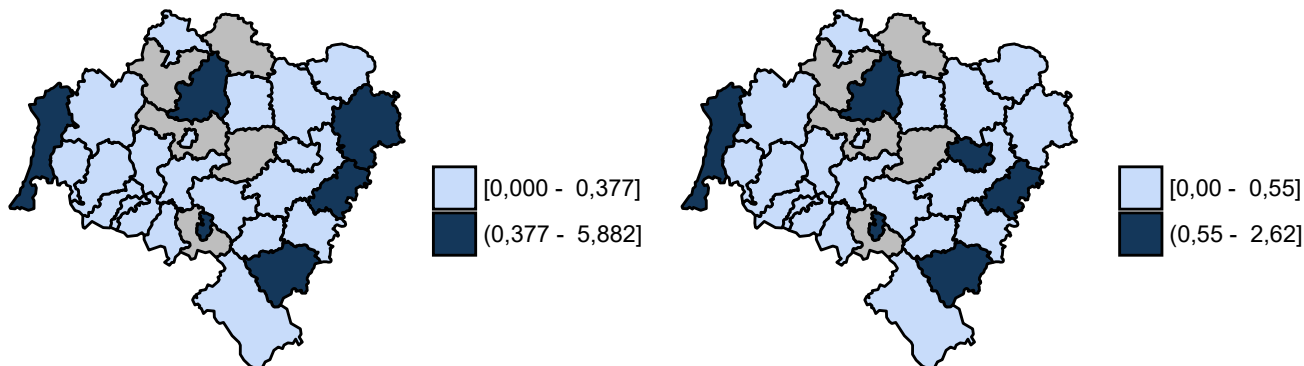 [0,000 -  0,377]
(0,377 -  5,882]
[0,00 -  0,55]
(0,55 -  2,62]